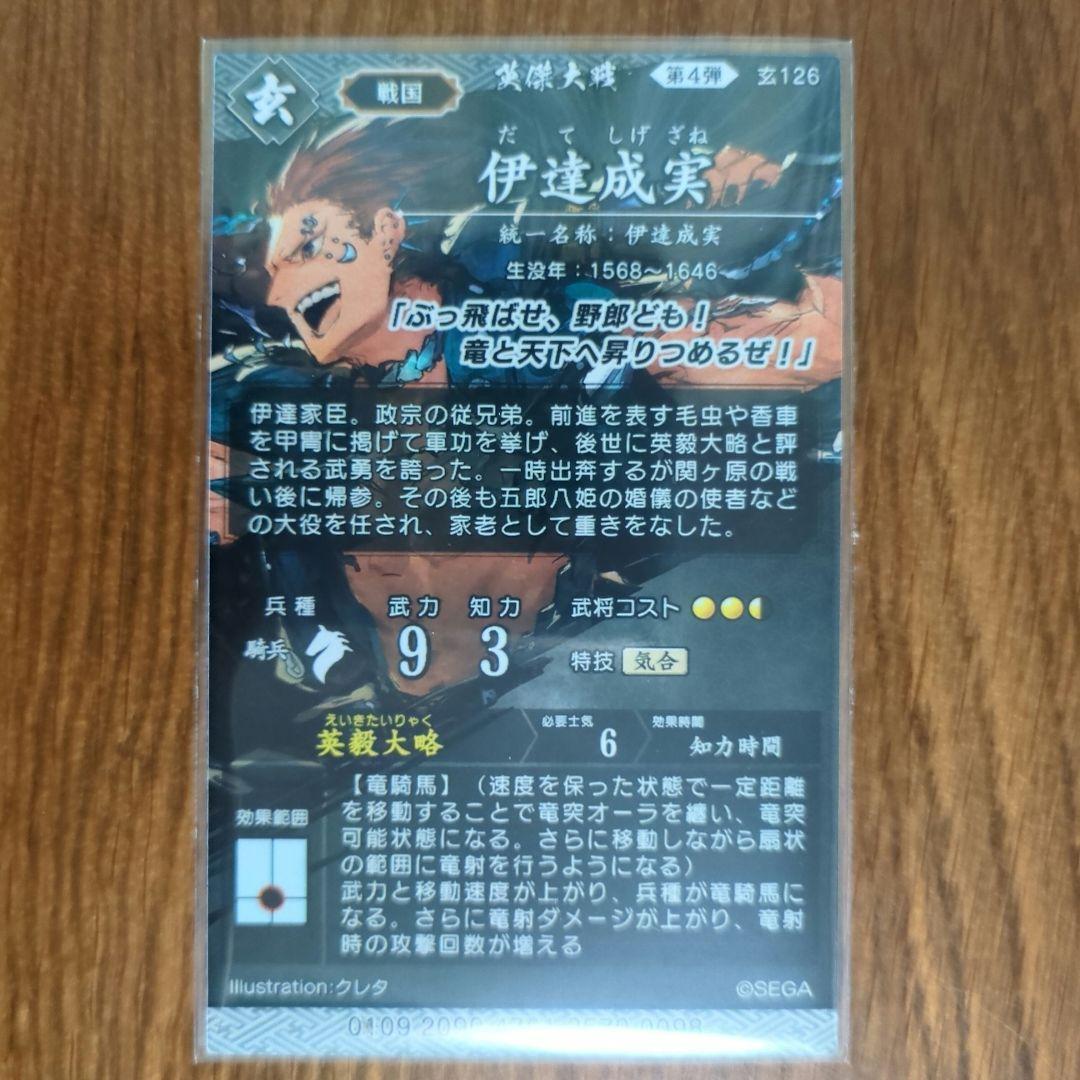 玄
戦国
英傑大戦
第4弾
玄126
だてしげざね
伊達成実
統一名称：伊達成実
生没年：1568～1646
「ぶっ飛ばせ、野郎ども！
竜と天下へ昇りつめるぜ！」
伊達家臣。政宗の従兄弟。前進を表す毛虫や香車
を甲冑に掲げて軍功を挙げ、後世に英毅大略と評
される武勇を誇った。一時出奔するが関ヶ原の戦
い後に帰参。その後も五郎八姫の婚儀の使者など
の大役を任され、家老として重きをなした。
兵種
武力
知力
武将コスト
騎兵
9
3
特技 気合
えいきたいりゃく
英毅大略
必要士気
6
効果時間
知力時間
効果範囲
【竜騎馬】（速度を保った状態で一定距離
を移動することで竜突オーラを纏い、竜突
可能状態になる。さらに移動しながら扇状
の範囲に竜射を行うようになる）
武力と移動速度が上がり、兵種が竜騎馬に
なる。さらに竜射ダメージが上がり、竜射
時の攻撃回数が増える
Illustration:クレタ
©SEGA